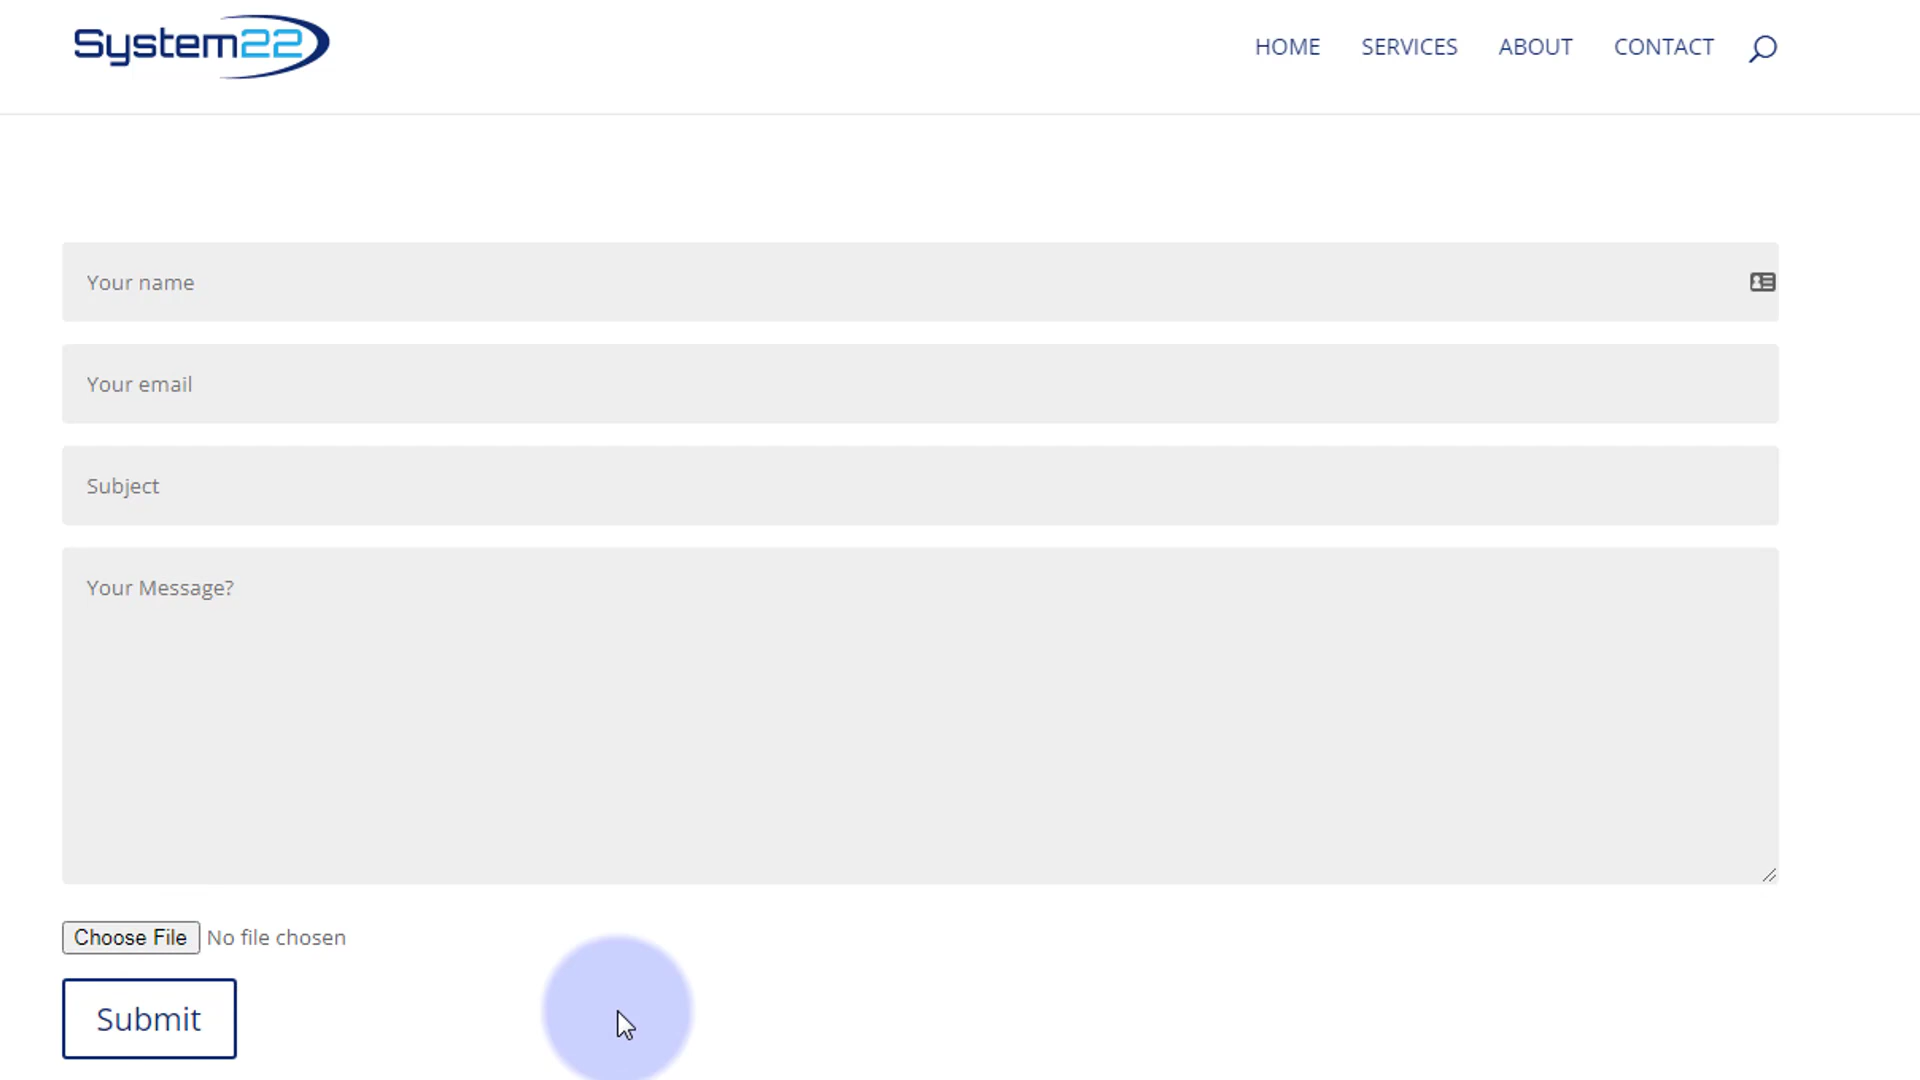 System22
HOME SERVICES ABOUT CONTACT
Your name
Your email
Subject
Your Message?
Choose File No file chosen
Submit